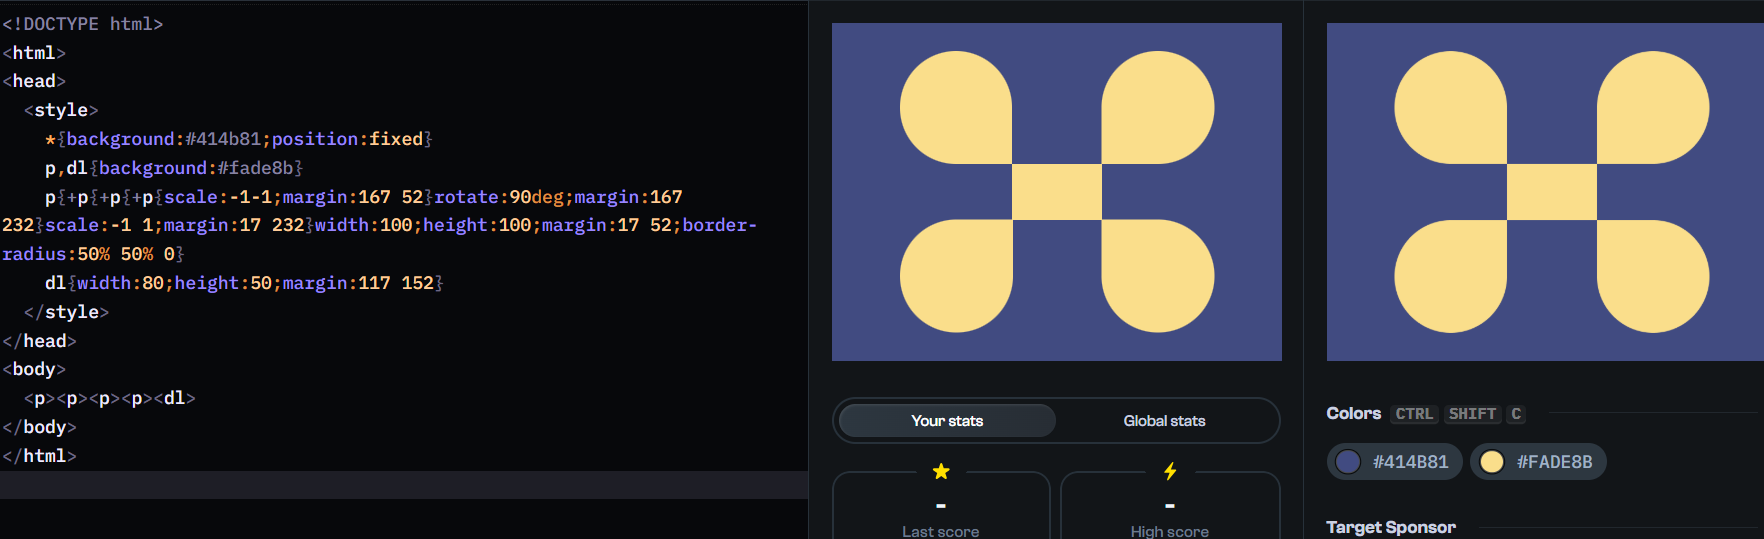 <!DOCTYPE html>
<html>
<head>
<style>
*{background:#414b81;position:fixed}
p,dl{background:#fade8b}
p{+p{+p{+p{scale:-1-1;margin:167 52}rotate:90deg;margin:167
232}scale:-1 1;margin:17 232}width:100;height:100;margin:17 52;border-
radius:50% 50% 0}
dl{width:80;height:50;margin:117 152}
</style>
</head>
<body>
<p><p><p><p><dl>
</body>
</html>
Your stats
Global stats
-
Last score
-
High score
Colors CTRL SHIFT C
#414B81 #FADE8B
Target Sponsor